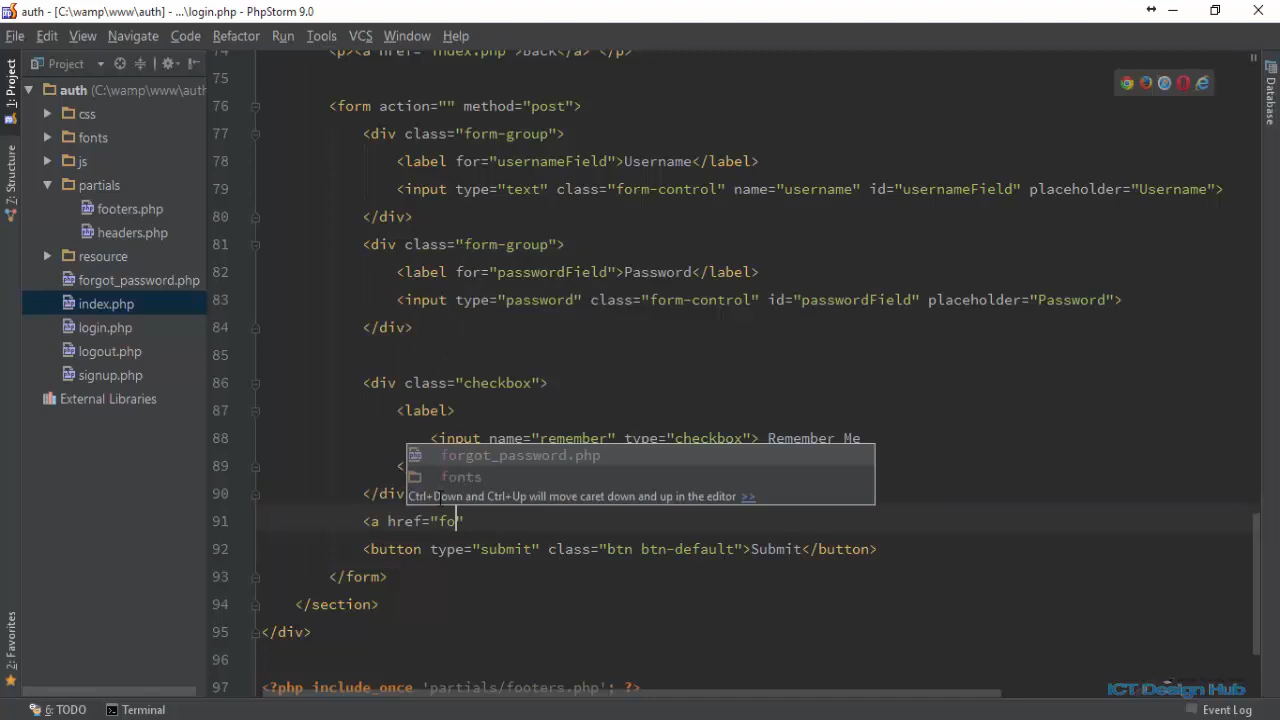 auth - [C:\wamp\www\auth] - ...\login.php - PhpStorm 9.0
File Edit View Navigate Code Refactor Run Tools VCS Window Help
Project
1: Project
Z: Structure
2: Favorites
Database
auth (C:\wamp\www\auth
css
fonts
js
partials
footers.php
headers.php
resource
forgot_password.php
index.php
login.php
logout.php
signup.php
External Libraries
74 <p><a href="index.php">Back</a> </p>
75
76 <form action="" method="post">
77 <div class="form-group">
78 <label for="usernameField">Username</label>
79 <input type="text" class="form-control" name="username" id="usernameField" placeholder="Username">
80 </div>
81 <div class="form-group">
82 <label for="passwordField">Password</label>
83 <input type="password" class="form-control" id="passwordField" placeholder="Password">
84 </div>
85
86 <div class="checkbox">
87 <label>
88 <input name="remember" type="checkbox"> Remember Me
forgot_password.php
89 <
fonts
90 </div
Ctrl+Down and Ctrl+Up will move caret down and up in the editor >>
91 <a href="fo"
92 <button type="submit" class="btn btn-default">Submit</button>
93 </form>
94 </section>
95 </div>
96
97 <?php include_once 'partials/footers.php'; ?>
ICT Design Hub
6: TODO Terminal Event Log